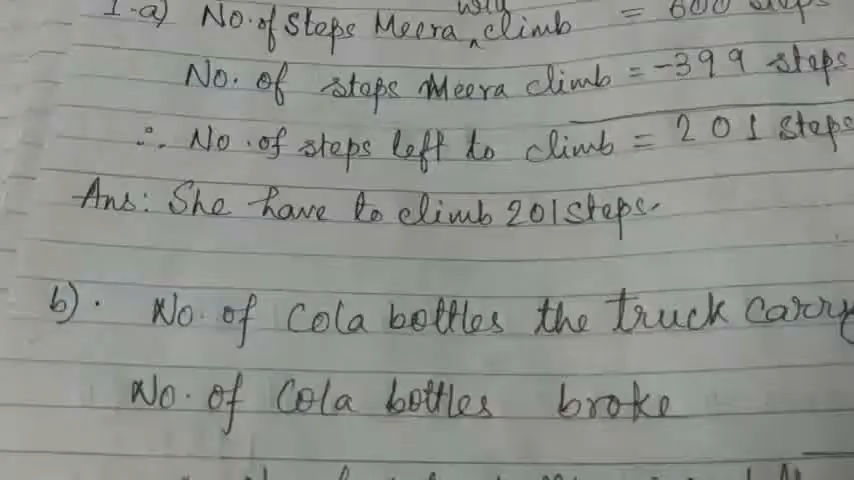 1.a) No. of steps Meera will climb = 600 steps
No. of steps Meera climb = -399 steps
∴ No. of steps left to climb = 201 steps
Ans: She have to climb 201 steps.
b). No. of Cola bottles the truck carry
No. of Cola bottles broke